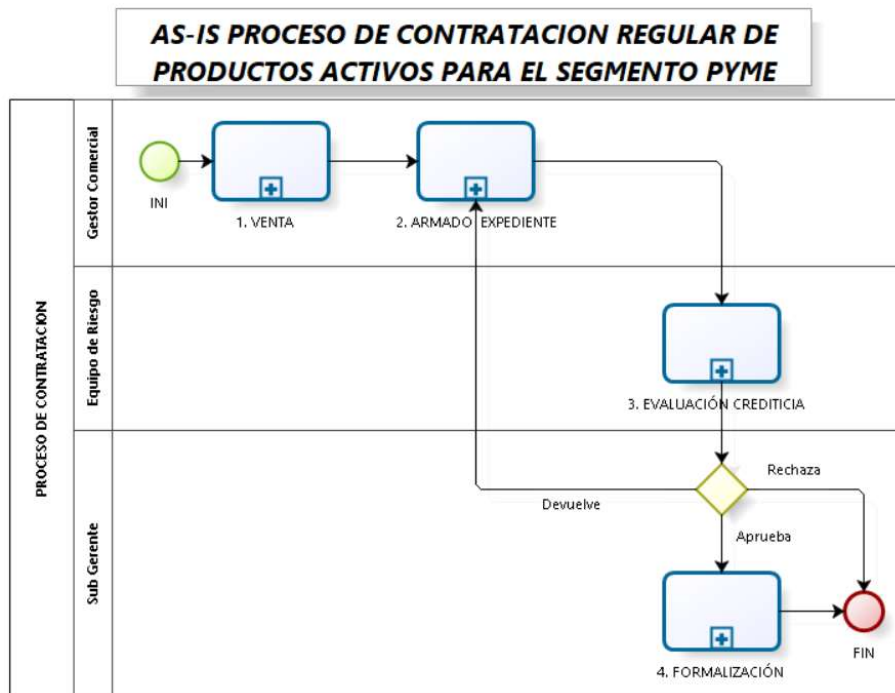 AS-IS PROCESO DE CONTRATACION REGULAR DE
PRODUCTOS ACTIVOS PARA EL SEGMENTO PYME
PROCESO DE CONTRATACION
Gestor Comercial
INI
1. VENTA
2. ARMADO EXPEDIENTE
Equipo de Riesgo
3. EVALUACIÓN CREDITICIA
Sub Gerente
Rechaza
Devuelve
Aprueba
4. FORMALIZACIÓN
FIN